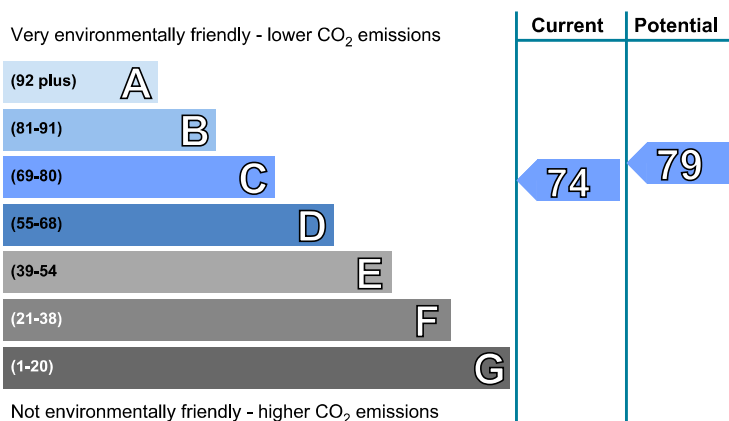 Very environmentally friendly - lower CO2 emissions
Current
Potential
(92 plus) A
(81-91) B
(69-80) C
(55-68) D
(39-54 E
(21-38) F
(1-20) G
74
79
Not environmentally friendly - higher CO2 emissions